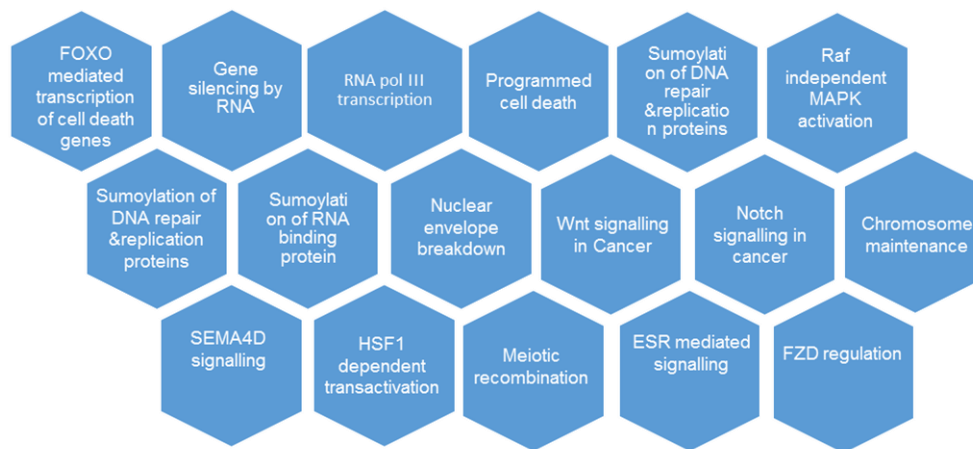 FOXO
mediated
transcription
of cell death
genes
Gene
silencing by
RNA
RNA pol III
transcription
Programmed
cell death
Sumoylati
on of DNA
repair
&replicatio
n proteins
Raf
independent
MAPK
activation
Sumoylation of
DNA repair
&replication
proteins
Sumoylati
on of RNA
binding
protein
Nuclear
envelope
breakdown
Wnt signalling
in Cancer
Notch
signalling in
cancer
Chromosome
maintenance
SEMA4D
signalling
HSF1
dependent
transactivation
Meiotic
recombination
ESR mediated
signalling
FZD regulation